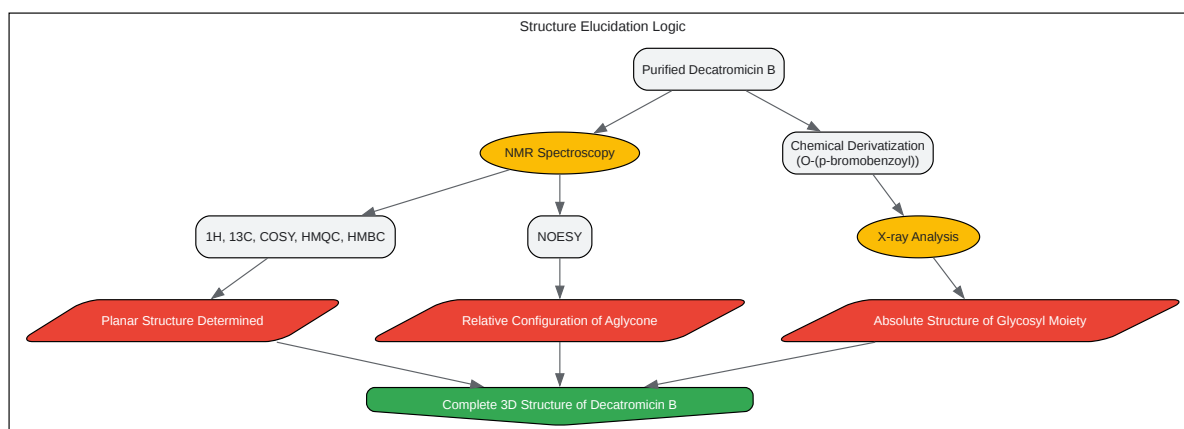 Structure Elucidation Logic
Purified Decatromicin B
NMR Spectroscopy
Chemical Derivatization
(O-(p-bromobenzoyl))
1H, 13C, COSY, HMQC, HMBC
NOESY
X-ray Analysis
Planar Structure Determined
Relative Configuration of Aglycone
Absolute Structure of Glycosyl Moiety
Complete 3D Structure of Decatromicin B